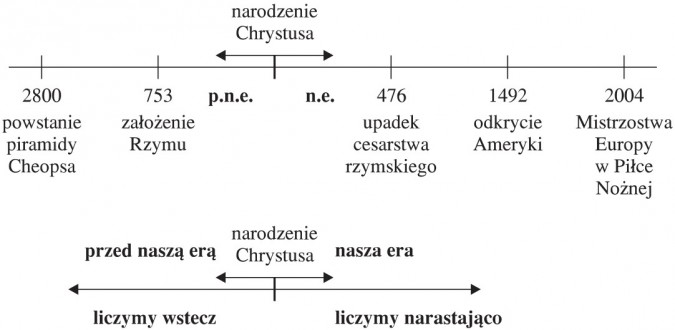 narodzenie
Chrystusa
2800 753 p.n.e. n.e. 476 1492 2004
powstanie założenie upadek odkrycie Mistrzostwa
piramidy Rzymu cesarstwa Ameryki Europy
Cheopsa rzymskiego w Piłce
Nożnej
narodzenie
przed naszą erą Chrystusa nasza era
liczymy wstecz liczymy narastająco